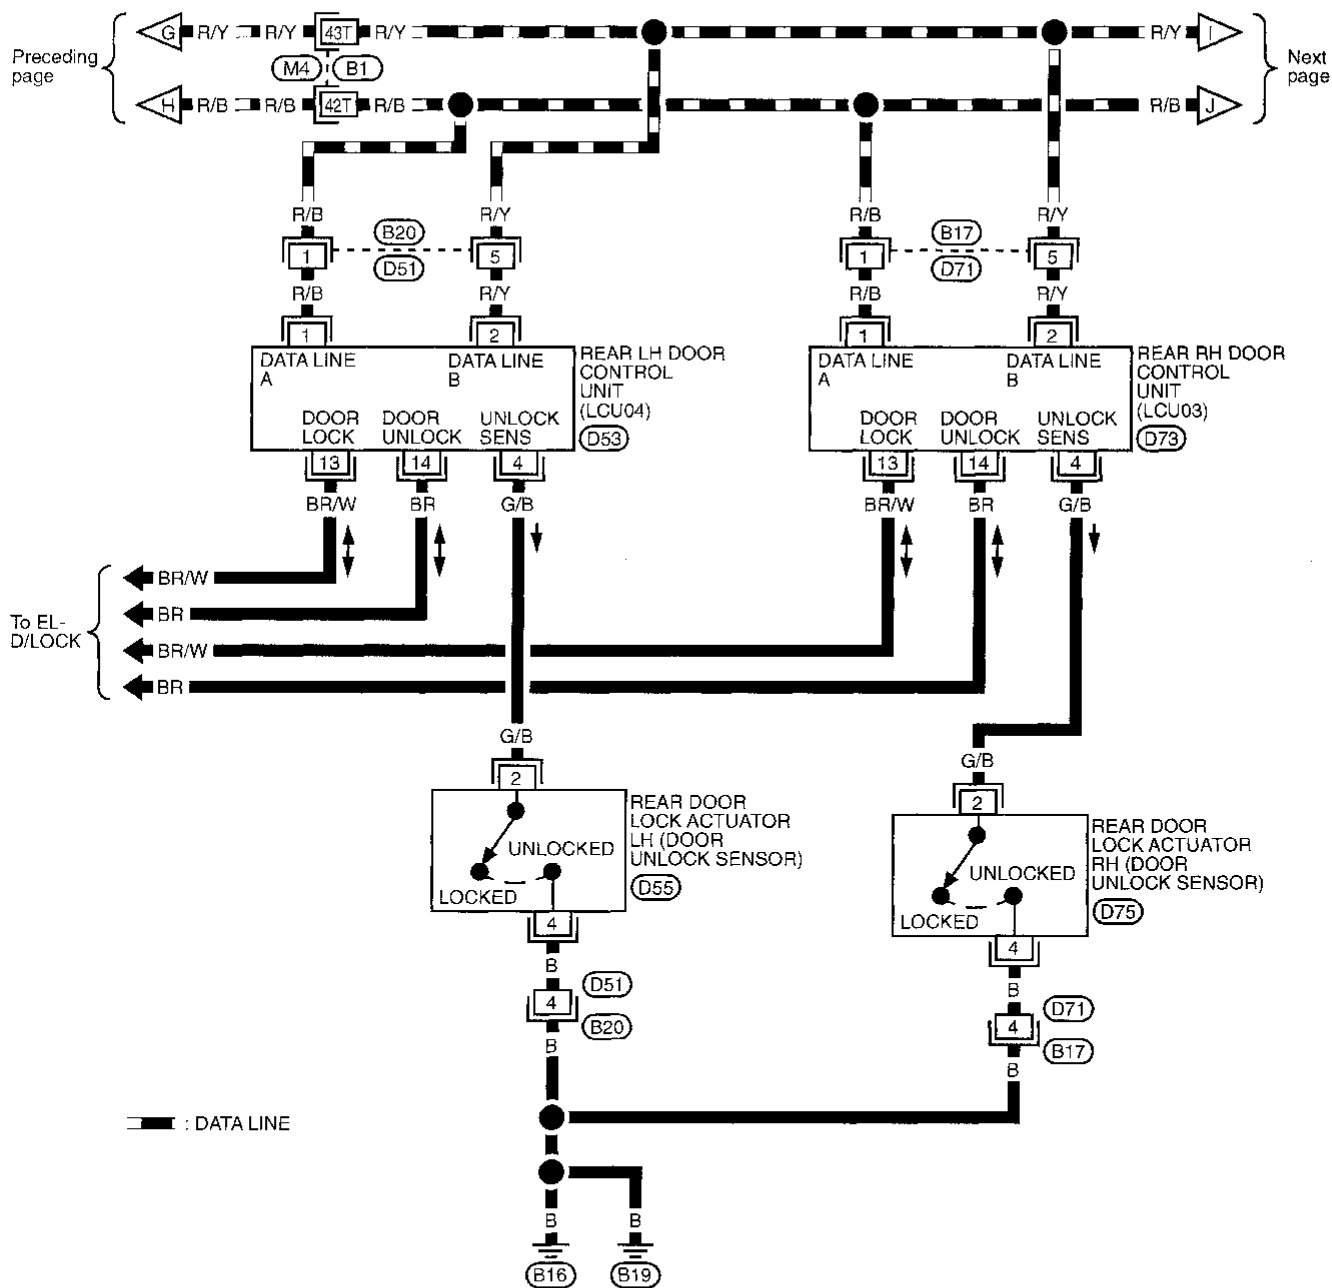 Preceding
page
G R/Y R/Y 43T R/Y R/Y I
M4 B1
Next
page
H R/B R/B 42T R/B R/B J
R/B R/Y R/B R/Y
B20 B17
1 5 1 5
D51 D71
R/B R/Y R/B R/Y
1 2 1 2
DATA LINE
A
DATA LINE
B
REAR LH DOOR
CONTROL
UNIT
(LCU04)
D53
DOOR
LOCK
DOOR
UNLOCK
UNLOCK
SENS
13 14 4
BR/W BR G/B
DATA LINE
A
DATA LINE
B
REAR RH DOOR
CONTROL
UNIT
(LCU03)
D73
DOOR
LOCK
DOOR
UNLOCK
UNLOCK
SENS
13 14 4
BR/W BR G/B
To EL-
D/LOCK
BR/W
BR
BR/W
BR
G/B
2
REAR DOOR
LOCK ACTUATOR
LH (DOOR
UNLOCK SENSOR)
D55
UNLOCKED
LOCKED
4
B
D51
4
B20
B
G/B
2
REAR DOOR
LOCK ACTUATOR
RH (DOOR
UNLOCK SENSOR)
D75
UNLOCKED
LOCKED
4
B
D71
4
B17
B
: DATA LINE
B B
B16 B19